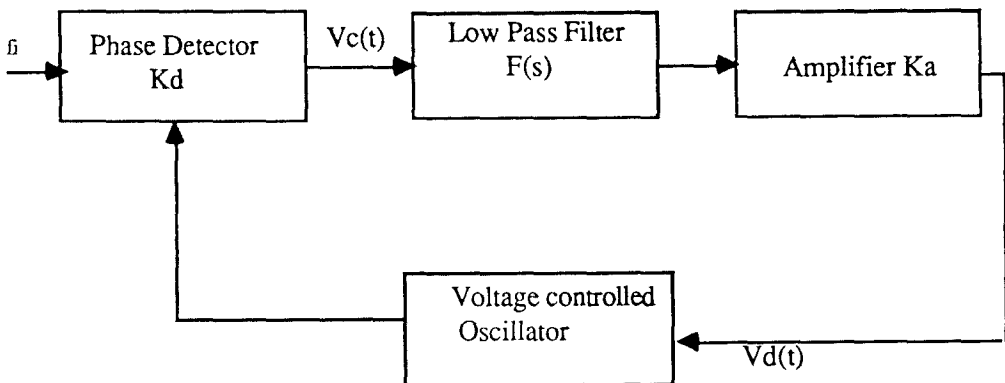 fi
Phase Detector
Kd
Vc(t)
Low Pass Filter
F(s)
Amplifier Ka
Voltage controlled
Oscillator
Vd(t)